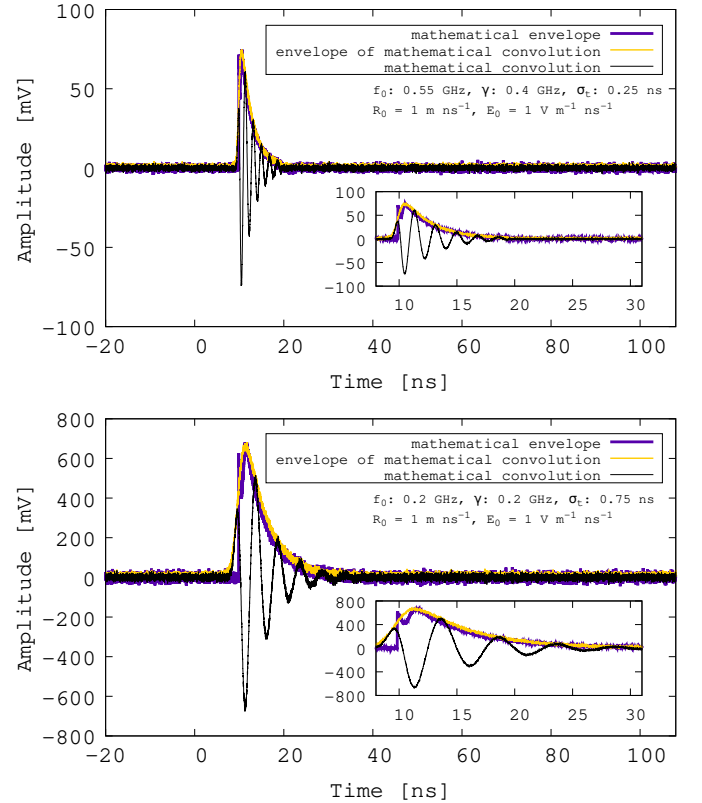 mathematical envelope
envelope of mathematical convolution
mathematical convolution
f₀: 0.55 GHz, γ: 0.4 GHz, σₜ: 0.25 ns
R₀ = 1 m ns⁻¹, E₀ = 1 V m⁻¹ ns⁻¹
Amplitude [mV]
100
50
0
−50
−100
100
50
0
−50
−100
10 15 20 25 30
−20 0 20 40 60 80 100
Time [ns]
mathematical envelope
envelope of mathematical convolution
mathematical convolution
f₀: 0.2 GHz, γ: 0.2 GHz, σₜ: 0.75 ns
R₀ = 1 m ns⁻¹, E₀ = 1 V m⁻¹ ns⁻¹
Amplitude [mV]
800
600
400
200
0
−200
−400
−600
−800
800
400
0
−400
−800
10 15 20 25 30
−20 0 20 40 60 80 100
Time [ns]